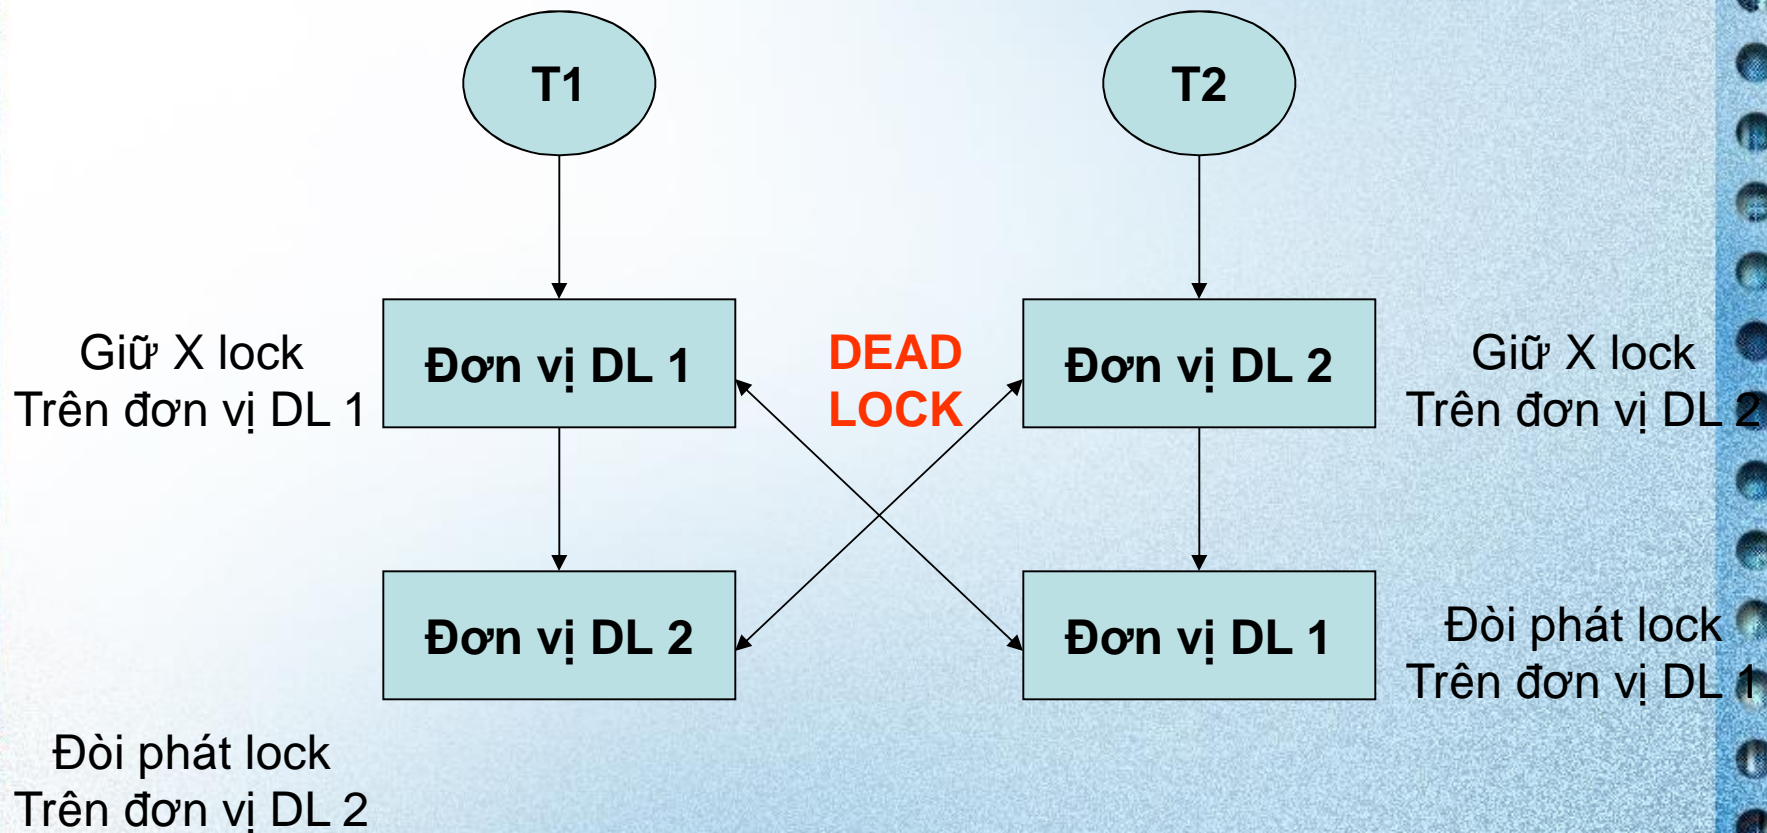 T1
T2
Giữ X lock
Trên đơn vị DL 1
Đơn vị DL 1
DEAD
LOCK
Đơn vị DL 2
Giữ X lock
Trên đơn vị DL 2
Đơn vị DL 2
Đơn vị DL 1
Đòi phát lock
Trên đơn vị DL 1
Đòi phát lock
Trên đơn vị DL 2